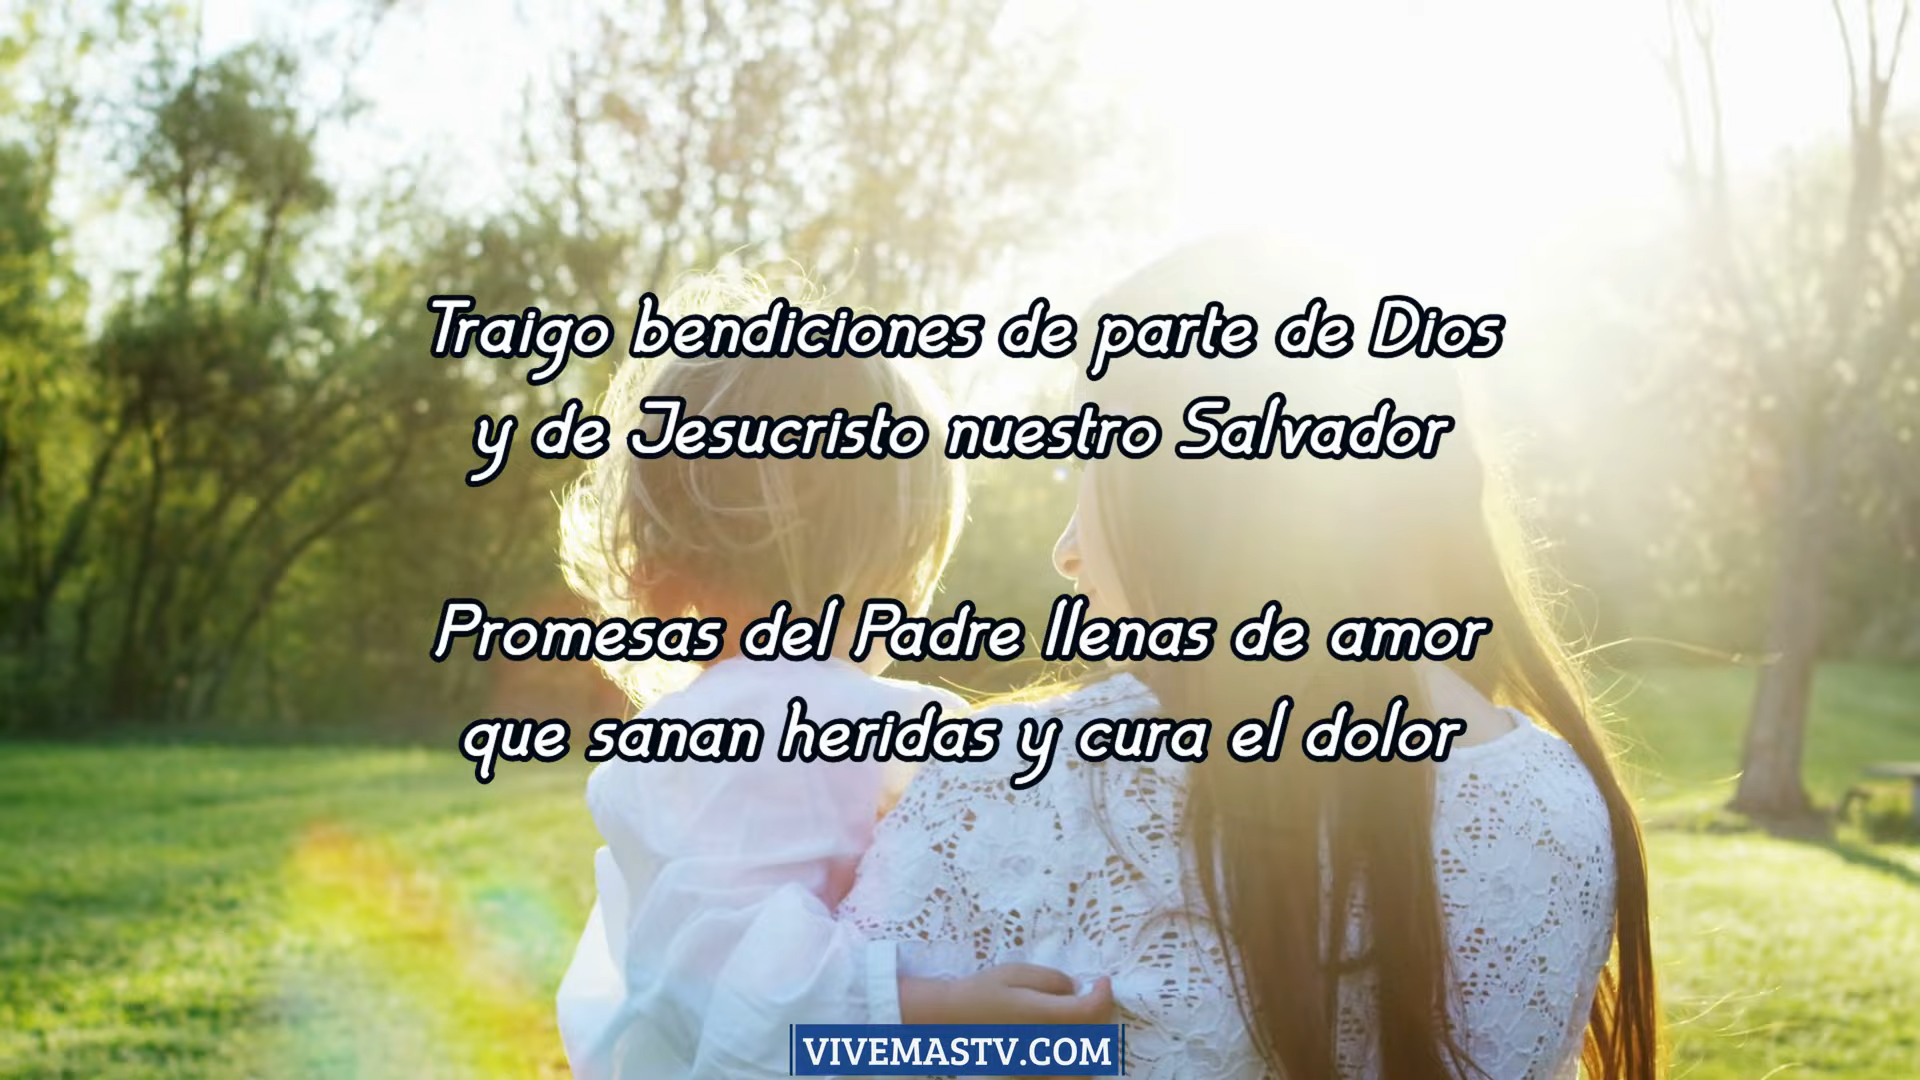 Traigo bendiciones de parte de Dios
y de Jesucristo nuestro Salvador
Promesas del Padre llenas de amor
que sanan heridas y cura el dolor
VIVEMASTV.COM